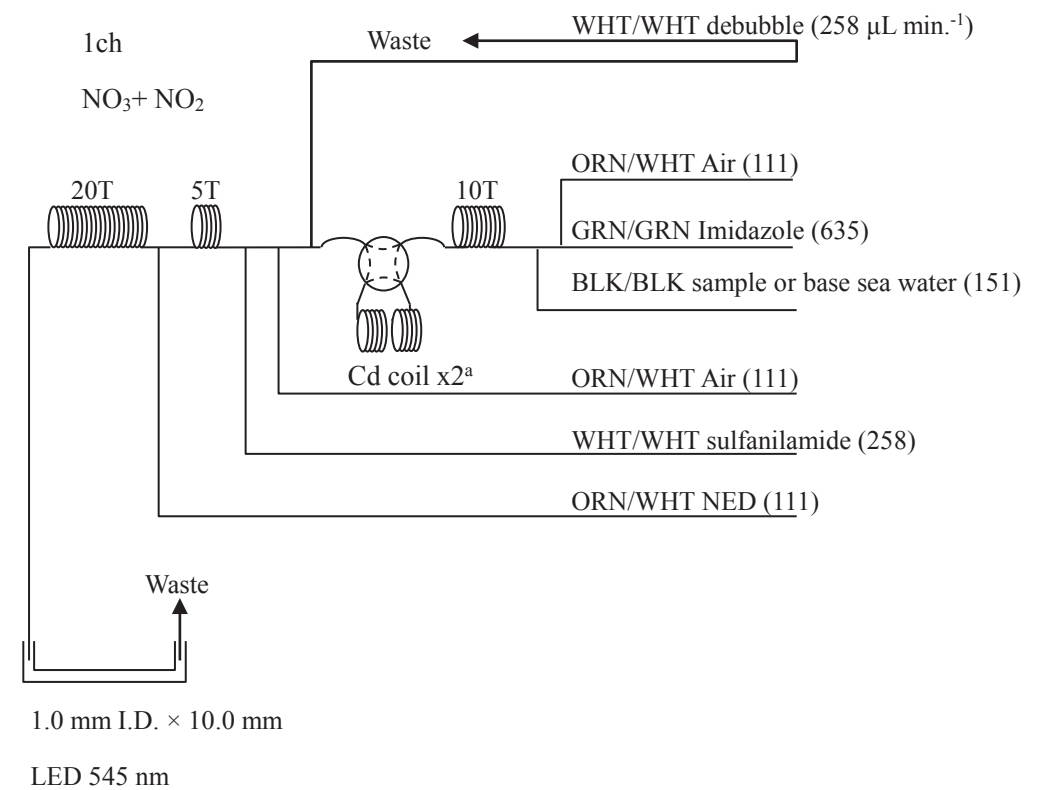 1ch
NO₃+ NO₂
Waste
WHT/WHT debubble (258 μL min.⁻¹)
ORN/WHT Air (111)
20T
5T
10T
GRN/GRN Imidazole (635)
BLK/BLK sample or base sea water (151)
Cd coil x2ᵃ
ORN/WHT Air (111)
WHT/WHT sulfanilamide (258)
ORN/WHT NED (111)
Waste
1.0 mm I.D. × 10.0 mm
LED 545 nm